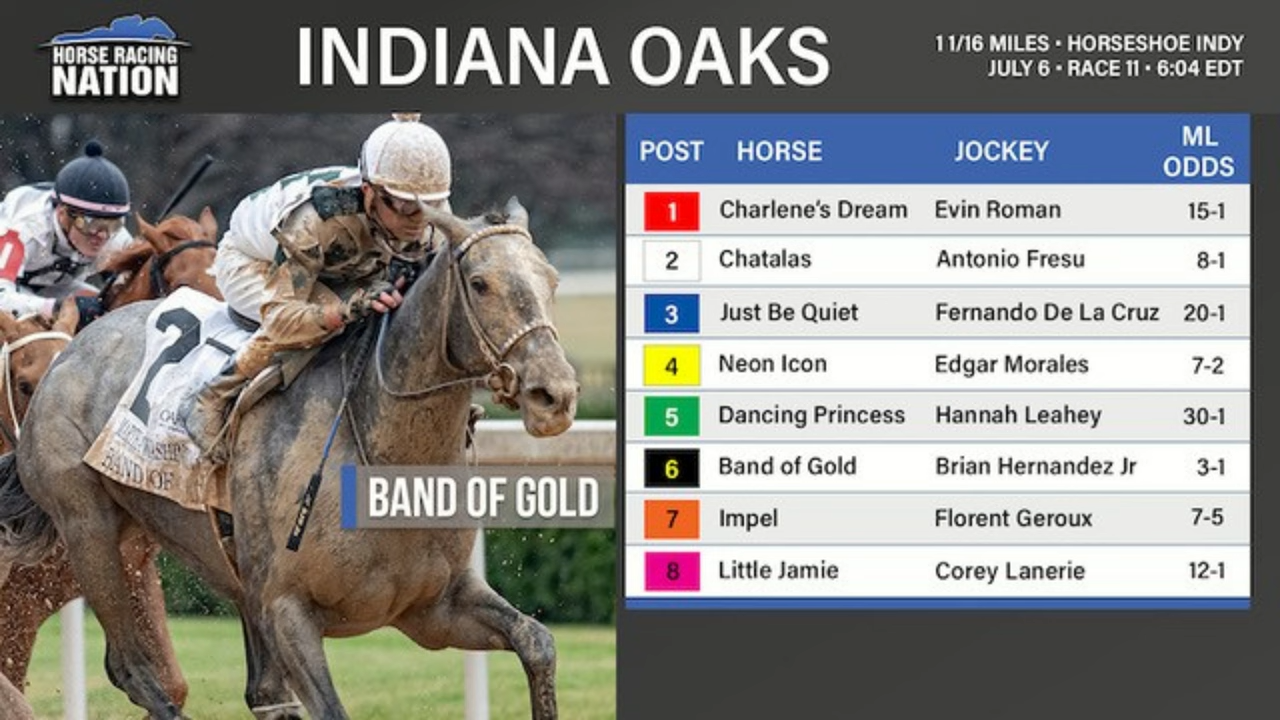 HORSE RACING
NATION
INDIANA OAKS
1 1/16 MILES • HORSESHOE INDY
JULY 6 • RACE 11 • 6:04 EDT
POST HORSE JOCKEY ML ODDS
1 Charlene's Dream Evin Roman 15-1
2 Chatalas Antonio Fresu 8-1
3 Just Be Quiet Fernando De La Cruz 20-1
4 Neon Icon Edgar Morales 7-2
5 Dancing Princess Hannah Leahey 30-1
6 Band of Gold Brian Hernandez Jr 3-1
7 Impel Florent Geroux 7-5
8 Little Jamie Corey Lanerie 12-1
2
BAND OF
BAND OF GOLD